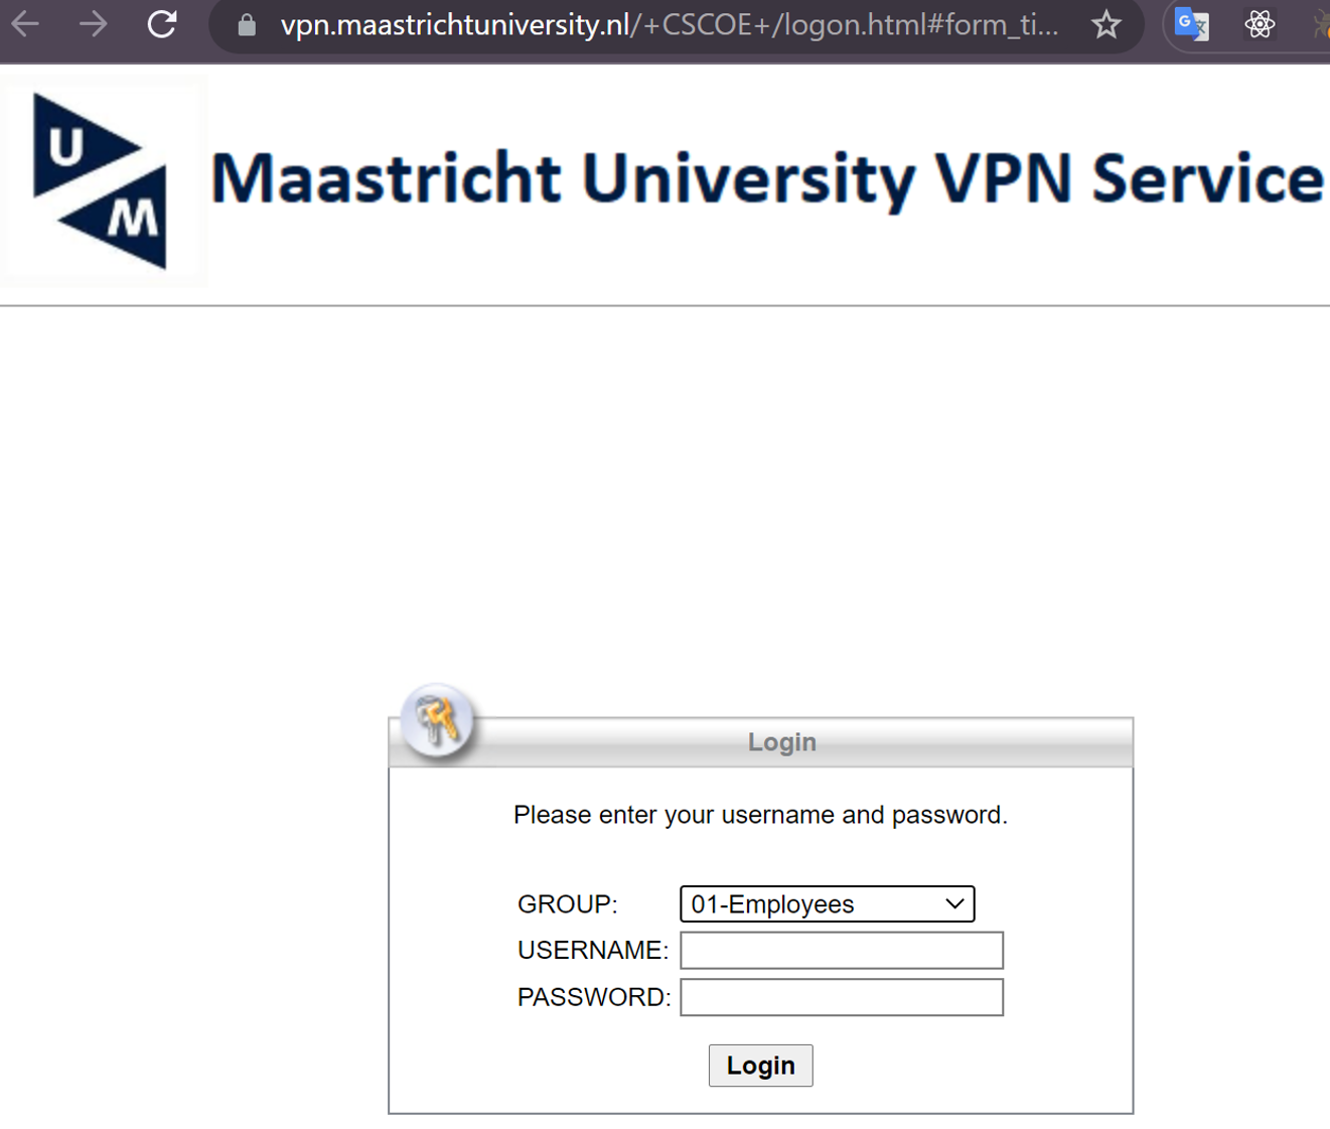 vpn.maastrichtuniversity.nl/+CSCOE+/logon.html#form_ti...
U
M
Maastricht University VPN Service
Login
Please enter your username and password.
GROUP: 01-Employees
USERNAME:
PASSWORD:
Login